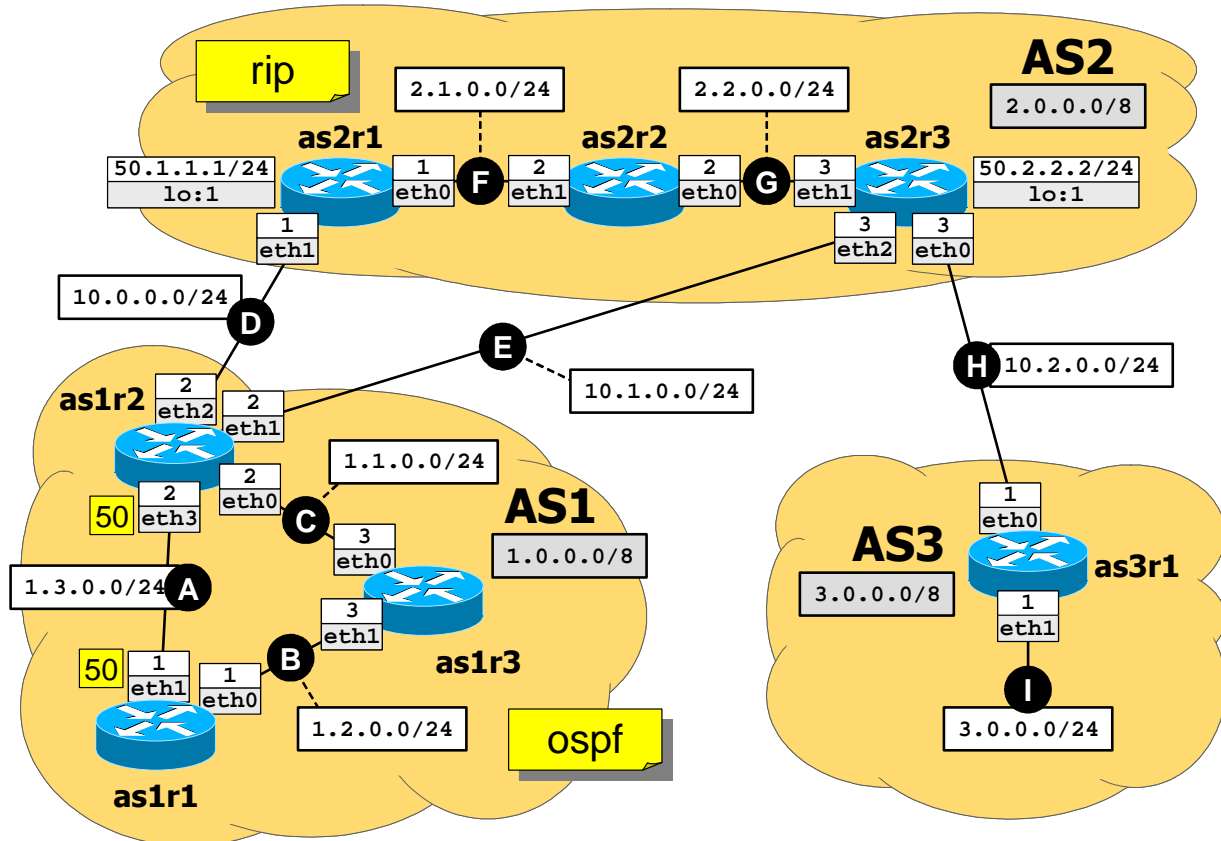 rip
AS2
2.0.0.0/8
2.1.0.0/24
2.2.0.0/24
as2r1
as2r2
as2r3
50.1.1.1/24
lo:1
1
eth0
F
2
eth1
2
eth0
G
3
eth1
50.2.2.2/24
lo:1
1
eth1
3
eth2
3
eth0
10.0.0.0/24
D
E
10.1.0.0/24
H
10.2.0.0/24
as1r2
2
eth2
2
eth1
2
eth0
50
2
eth3
1.1.0.0/24
C
AS1
1.0.0.0/8
3
eth0
1.3.0.0/24
A
3
eth1
as1r3
B
50
1
eth1
1
eth0
1.2.0.0/24
as1r1
ospf
1
eth0
AS3
3.0.0.0/8
as3r1
1
eth1
I
3.0.0.0/24